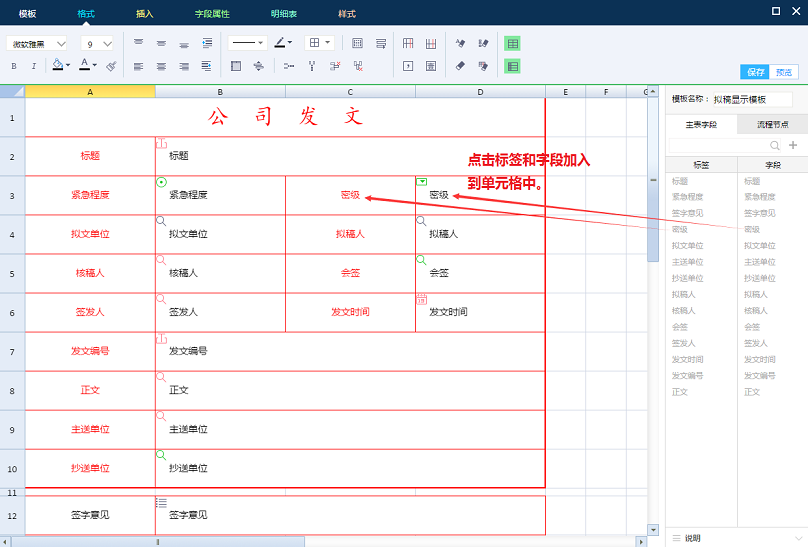 模板 格式 插入 字段属性 明细表 样式
微软雅黑 9
B I A
保存 预览
A B C D E F G
模板名称： 拟稿显示模板
主表字段 流程节点
标签 字段
1 公司发文
2 标题 标题
3 紧急程度 紧急程度 密级 密级
4 拟文单位 拟文单位 拟稿人 拟稿人
5 核稿人 核稿人 会签 会签
6 签发人 签发人 发文时间 发文时间
7 发文编号 发文编号
8 正文 正文
9 主送单位 主送单位
10 抄送单位 抄送单位
11
12 签字意见 签字意见
点击标签和字段加入
到单元格中。
标题 标题
紧急程度 紧急程度
签字意见 签字意见
密级 密级
拟文单位 拟文单位
主送单位 主送单位
抄送单位 抄送单位
拟稿人 拟稿人
核稿人 核稿人
会签 会签
签发人 签发人
发文时间 发文时间
发文编号 发文编号
正文 正文
说明